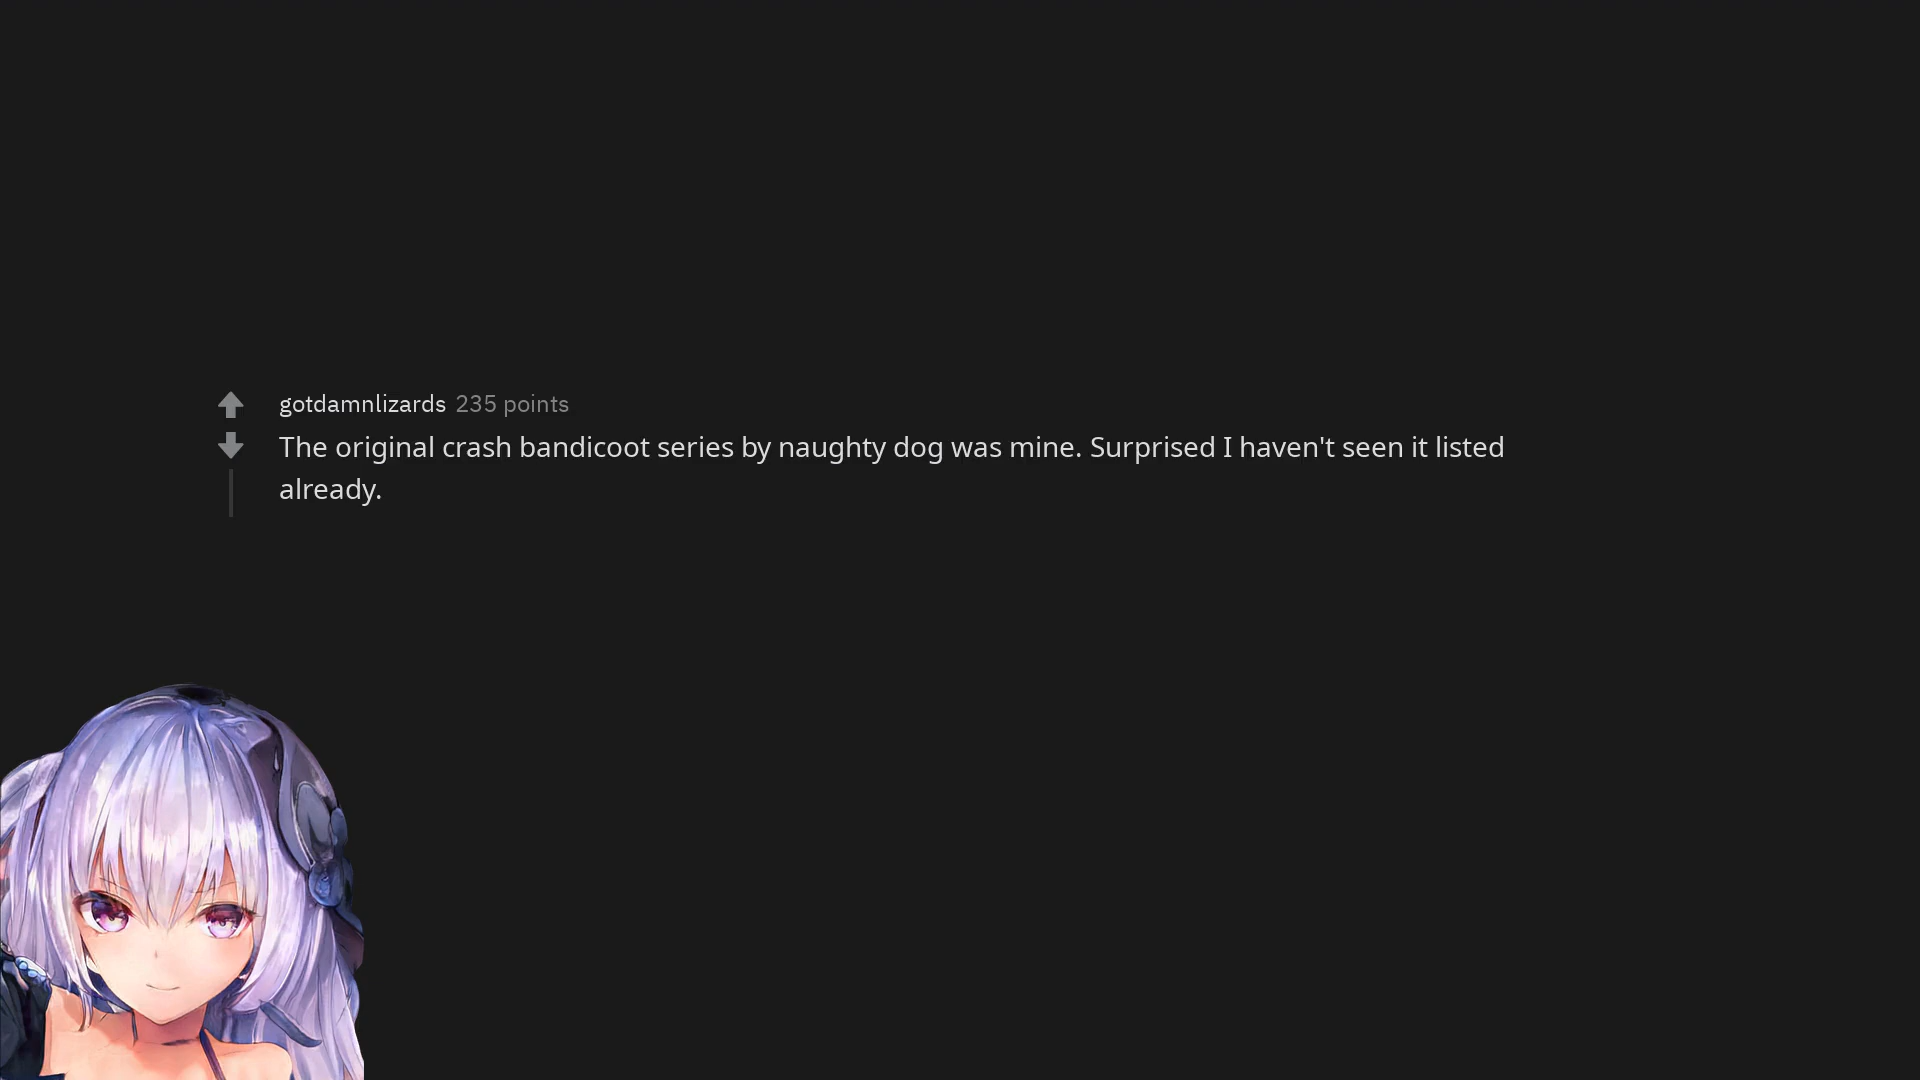 gotdamnlizards 235 points
The original crash bandicoot series by naughty dog was mine. Surprised I haven't seen it listed
already.